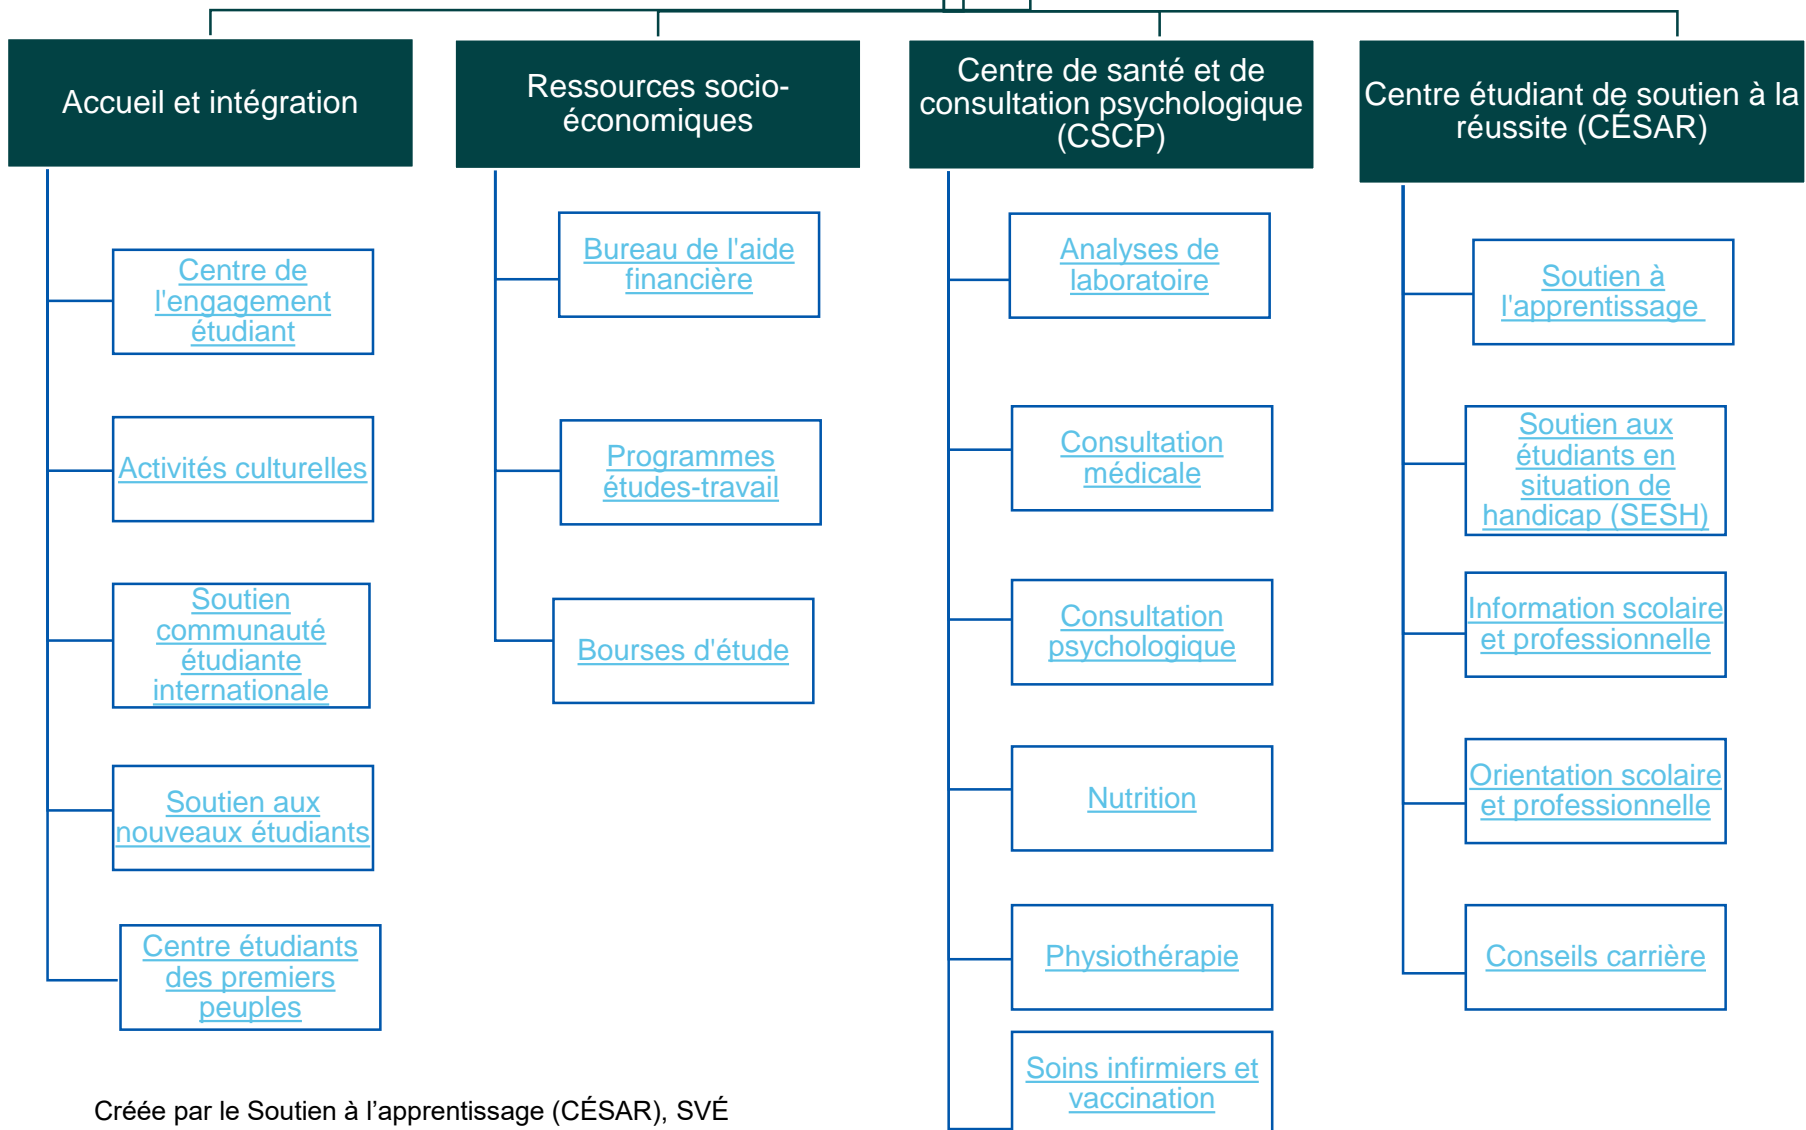 Accueil et intégration
Centre de
l'engagement
étudiant
Activités culturelles
Soutien
communauté
étudiante
internationale
Soutien aux
nouveaux étudiants
Centre étudiants
des premiers
peuples
Ressources socio-
économiques
Bureau de l'aide
financière
Programmes
études-travail
Bourses d'étude
Centre de santé et de
consultation psychologique
(CSCP)
Analyses de
laboratoire
Consultation
médicale
Consultation
psychologique
Nutrition
Physiothérapie
Soins infirmiers et
vaccination
Centre étudiant de soutien à la
réussite (CÉSAR)
Soutien à
l'apprentissage
Soutien aux
étudiants en
situation de
handicap (SESH)
Information scolaire
et professionnelle
Orientation scolaire
et professionnelle
Conseils carrière
Créée par le Soutien à l’apprentissage (CÉSAR), SVÉ